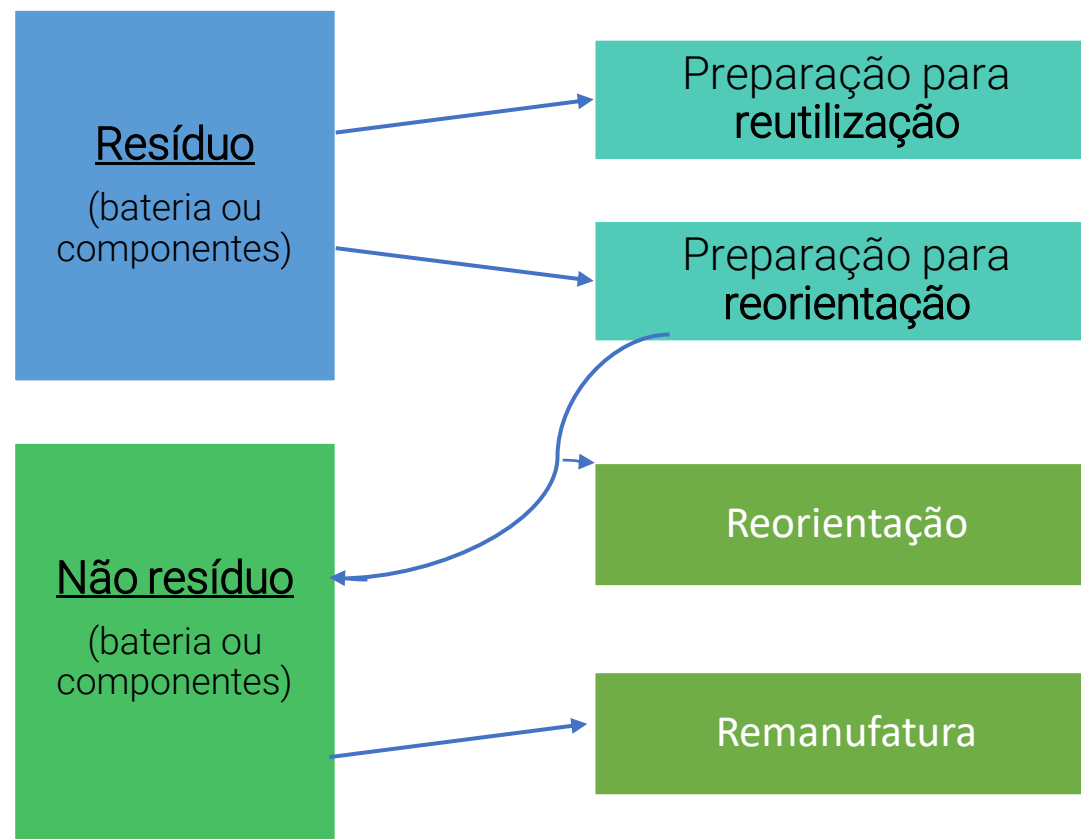 Resíduo
(bateria ou
componentes)
Preparação para
reutilização
Preparação para
reorientação
Não resíduo
(bateria ou
componentes)
Reorientação
Remanufatura